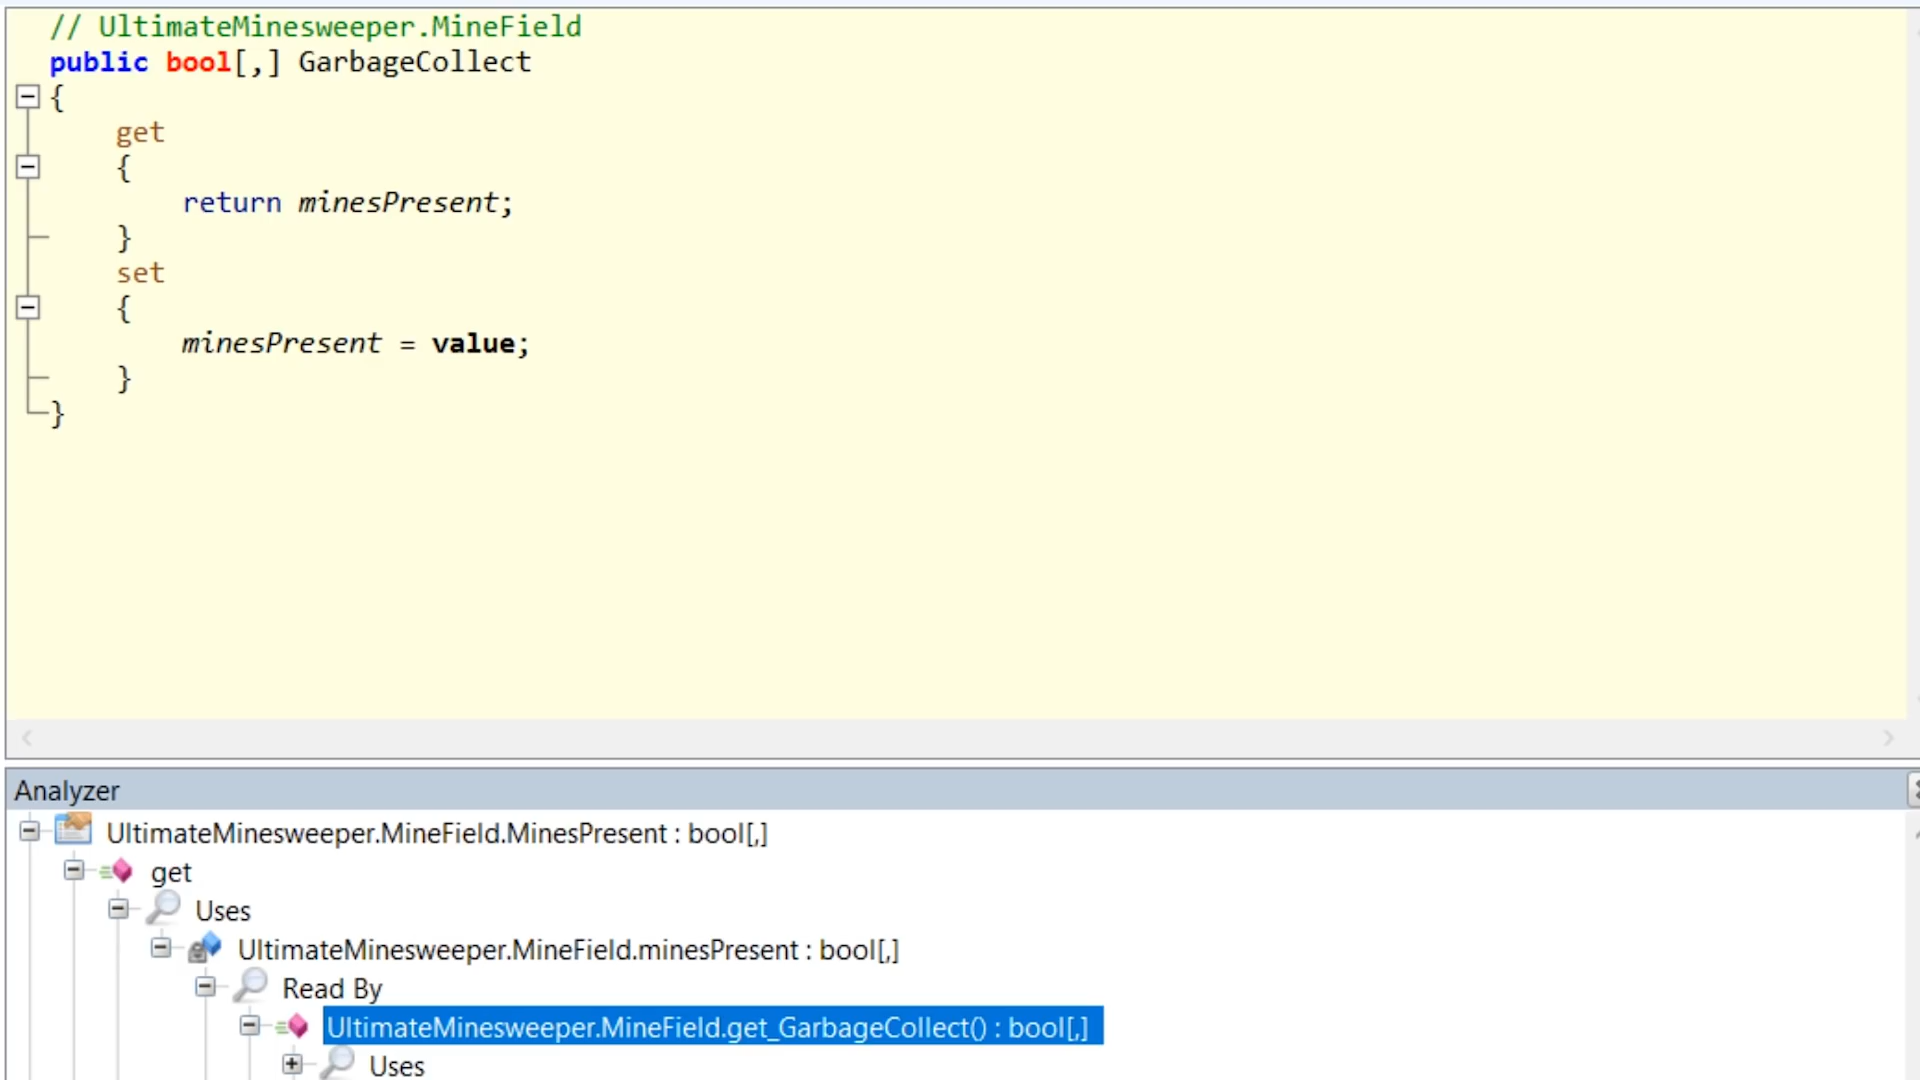 // UltimateMinesweeper.MineField
public bool[,] GarbageCollect
{
get
{
return minesPresent;
}
set
{
minesPresent = value;
}
}
Analyzer
UltimateMinesweeper.MineField.MinesPresent : bool[,]
get
Uses
UltimateMinesweeper.MineField.minesPresent : bool[,]
Read By
UltimateMinesweeper.MineField.get_GarbageCollect() : bool[,]
Uses